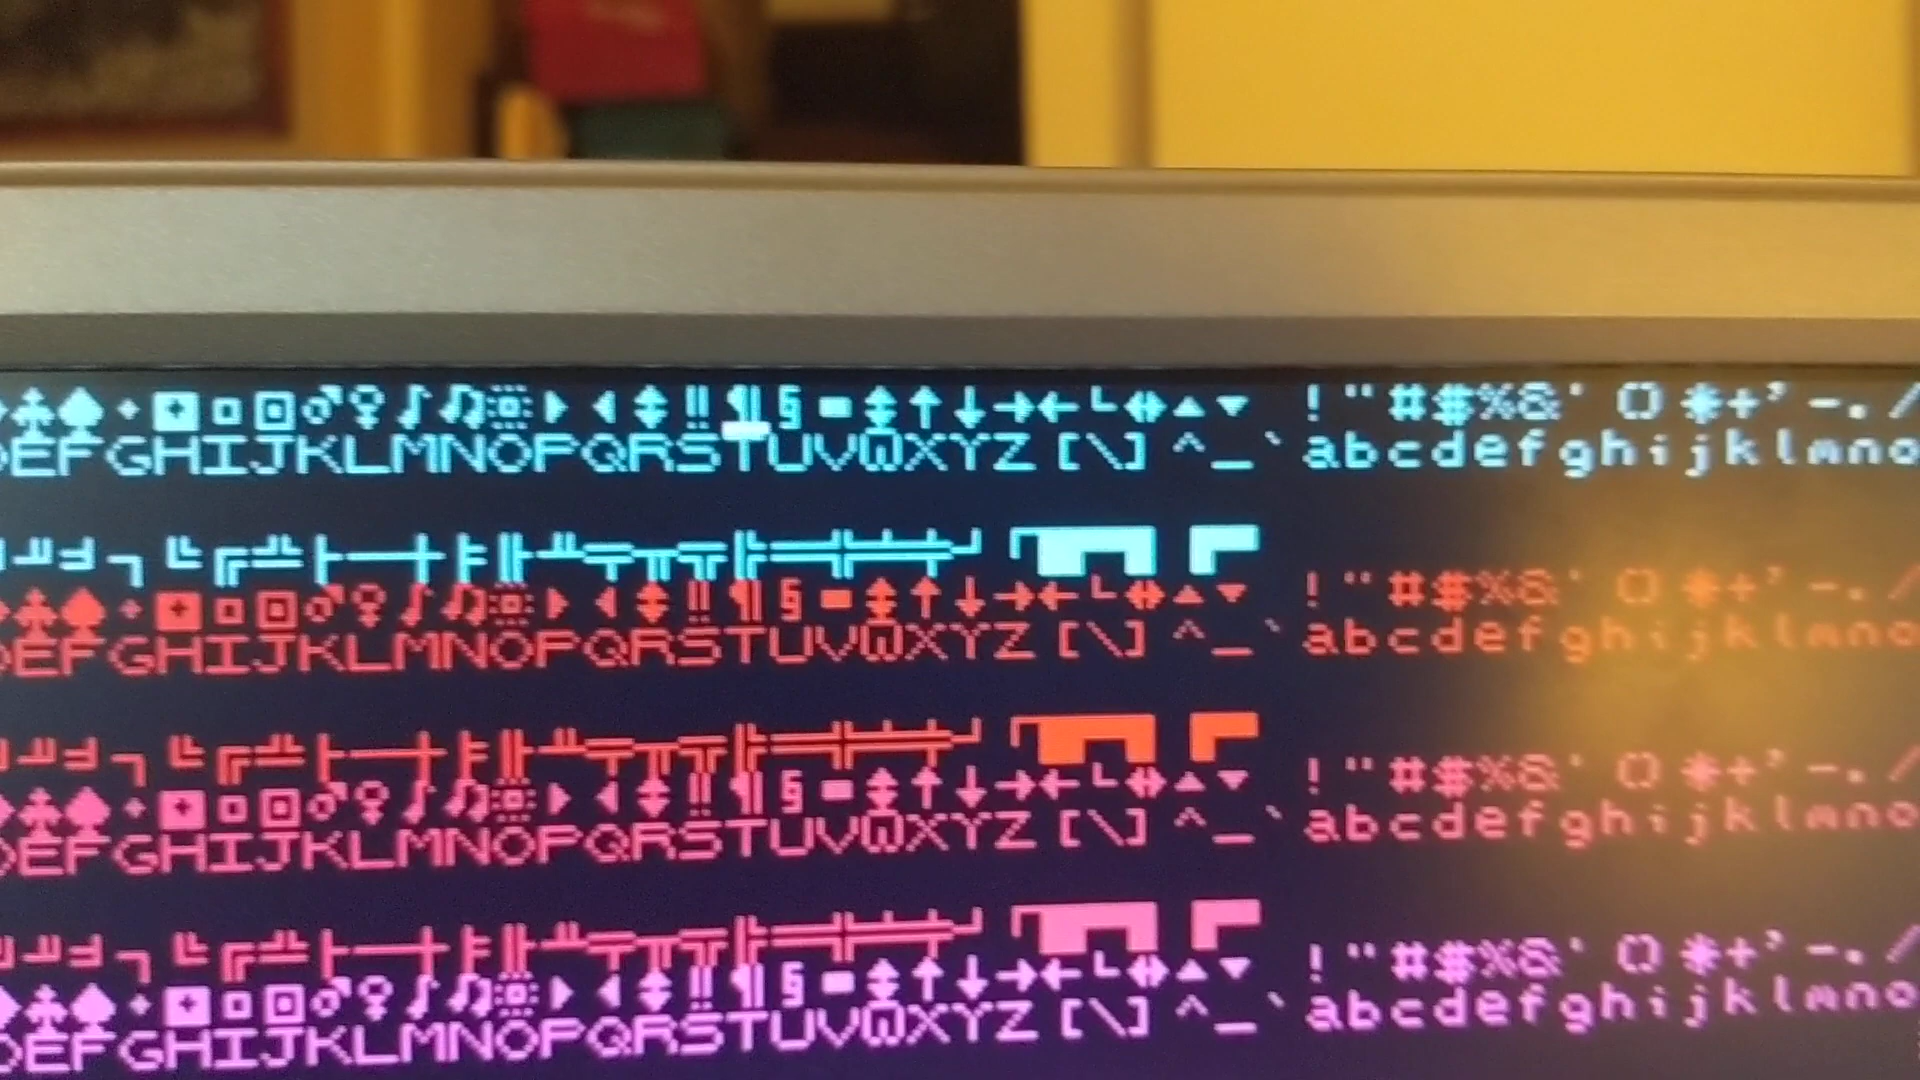 ♣♠•◘○◙♂♀♪♫☼►◄↕‼¶§▬↨↑↓→←∟↔▲▼ !"#$%&'()*+,-./
DEFGHIJKLMNOPQRSTUVWXYZ[\]^_`abcdefghijklmno
╜╛┐└╚╔╩├─┼╞╟╨╤╥╦╠═╬╪┘┌█▀
♣♠•◘○◙♂♀♪♫☼►◄↕‼¶§▬↨↑↓→←∟↔▲▼ !"#$%&'()*+,-./
DEFGHIJKLMNOPQRSTUVWXYZ[\]^_`abcdefghijklmno
╜╛┐└╚╔╩├─┼╞╟╨╤╥╦╠═╬╪┘┌█▀
♣♠•◘○◙♂♀♪♫☼►◄↕‼¶§▬↨↑↓→←∟↔▲▼ !"#$%&'()*+,-./
DEFGHIJKLMNOPQRSTUVWXYZ[\]^_`abcdefghijklmno
╜╛┐└╚╔╩├─┼╞╟╨╤╥╦╠═╬╪┘┌█▀
♣♠•◘○◙♂♀♪♫☼►◄↕‼¶§▬↨↑↓→←∟↔▲▼ !"#$%&'()*+,-./
DEFGHIJKLMNOPQRSTUVWXYZ[\]^_`abcdefghijklmno